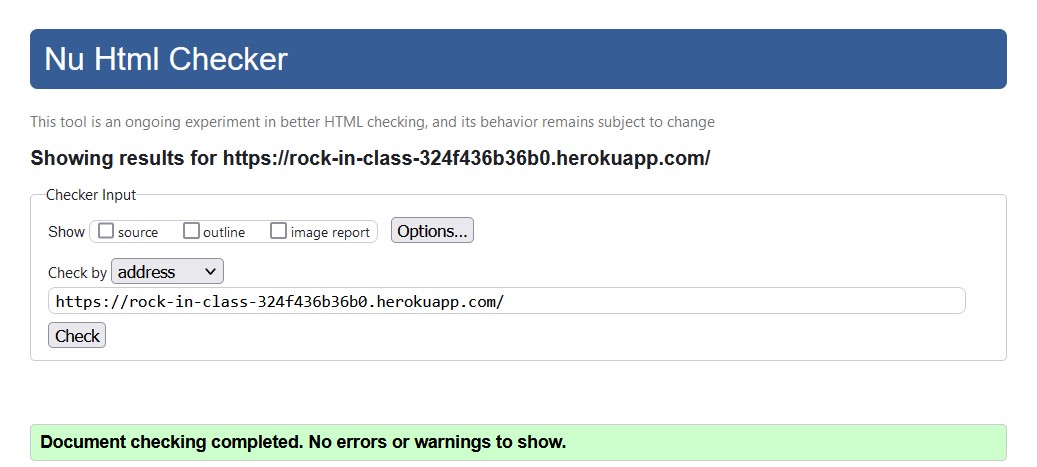 Nu Html Checker
This tool is an ongoing experiment in better HTML checking, and its behavior remains subject to change
Showing results for https://rock-in-class-324f436b36b0.herokuapp.com/
Checker Input
Show source outline image report Options...
Check by address
https://rock-in-class-324f436b36b0.herokuapp.com/
Check
Document checking completed. No errors or warnings to show.